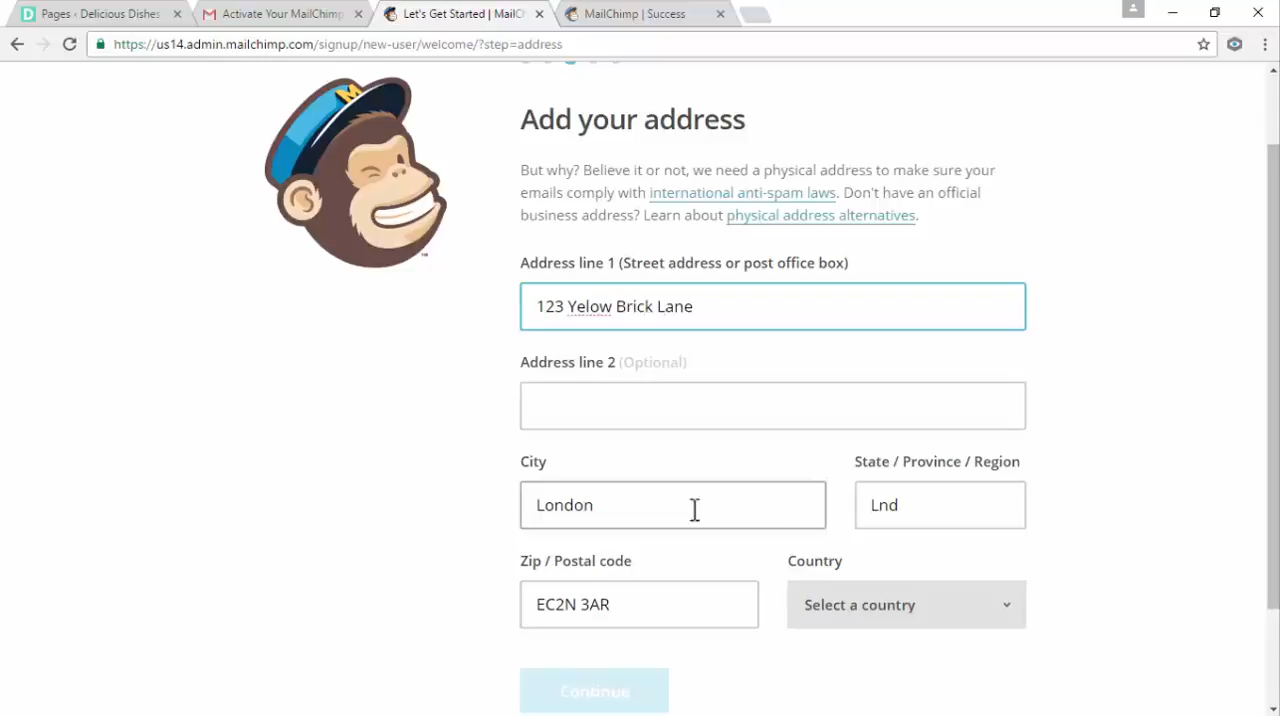 Pages ‹ Delicious Dishes
Activate Your MailChimp
Let's Get Started | MailC
MailChimp | Success
https://us14.admin.mailchimp.com/signup/new-user/welcome/?step=address
M
Add your address
But why? Believe it or not, we need a physical address to make sure your
emails comply with international anti-spam laws. Don't have an official
business address? Learn about physical address alternatives.
Address line 1 (Street address or post office box)
123 Yelow Brick Lane
Address line 2 (Optional)
City
State / Province / Region
London
Lnd
Zip / Postal code
Country
EC2N 3AR
Select a country
Continue